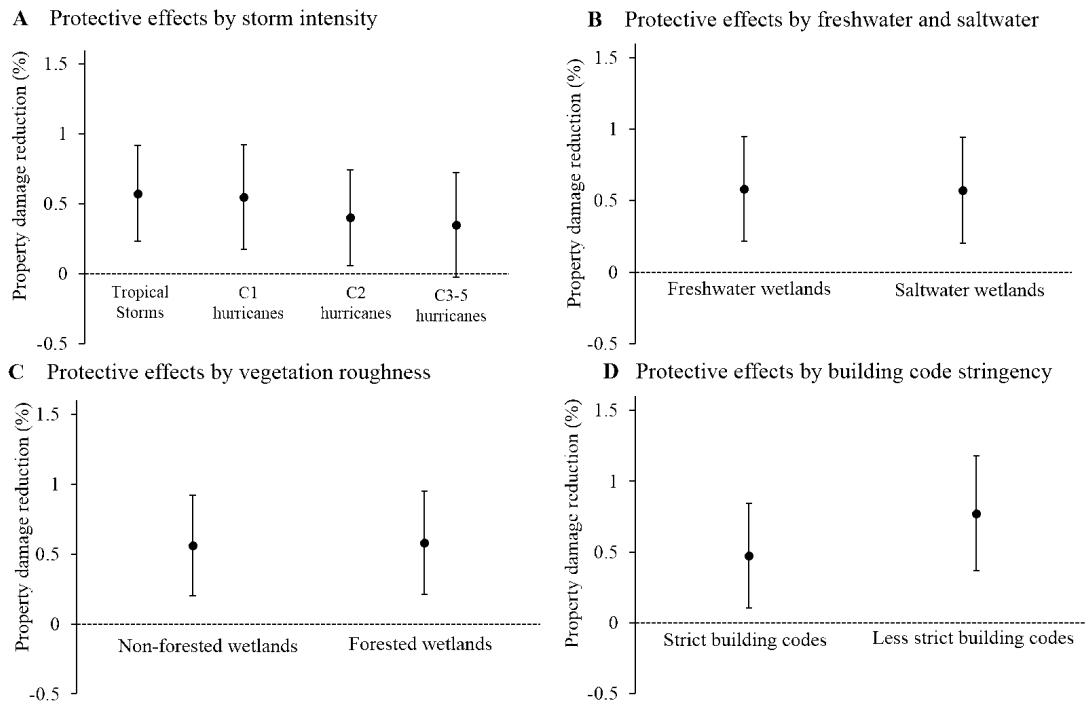 A Protective effects by storm intensity
Property damage reduction (%)
1.5
1
0.5
0
-0.5
Tropical
Storms
C1
hurricanes
C2
hurricanes
C3-5
hurricanes
B Protective effects by freshwater and saltwater
Property damage reduction (%)
1.5
1
0.5
0
-0.5
Freshwater wetlands
Saltwater wetlands
C Protective effects by vegetation roughness
Property damage reduction (%)
1.5
1
0.5
0
-0.5
Non-forested wetlands
Forested wetlands
D Protective effects by building code stringency
Property damage reduction (%)
1.5
1
0.5
0
-0.5
Strict building codes
Less strict building codes